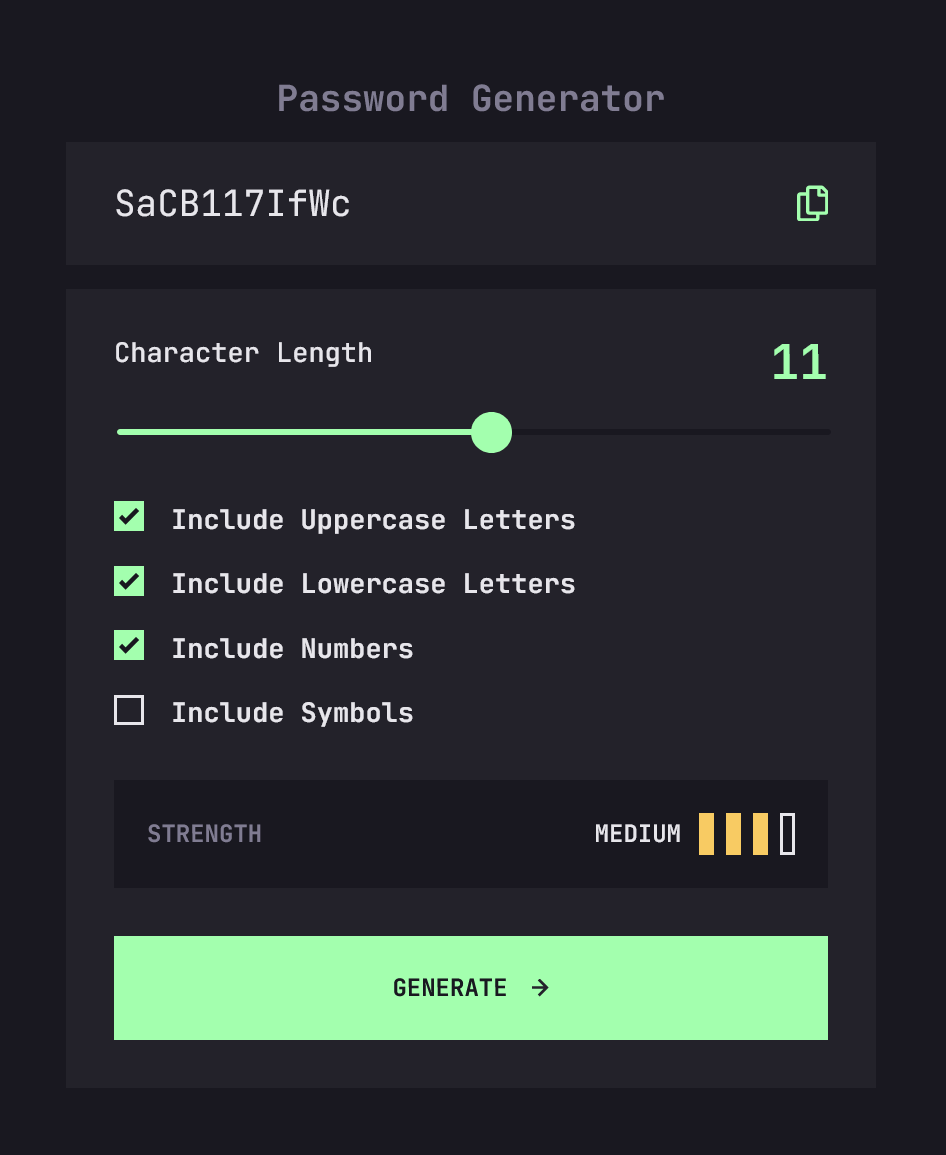 Password Generator
SaCB117IfWc
Character Length
11
Include Uppercase Letters
Include Lowercase Letters
Include Numbers
Include Symbols
STRENGTH MEDIUM
GENERATE →